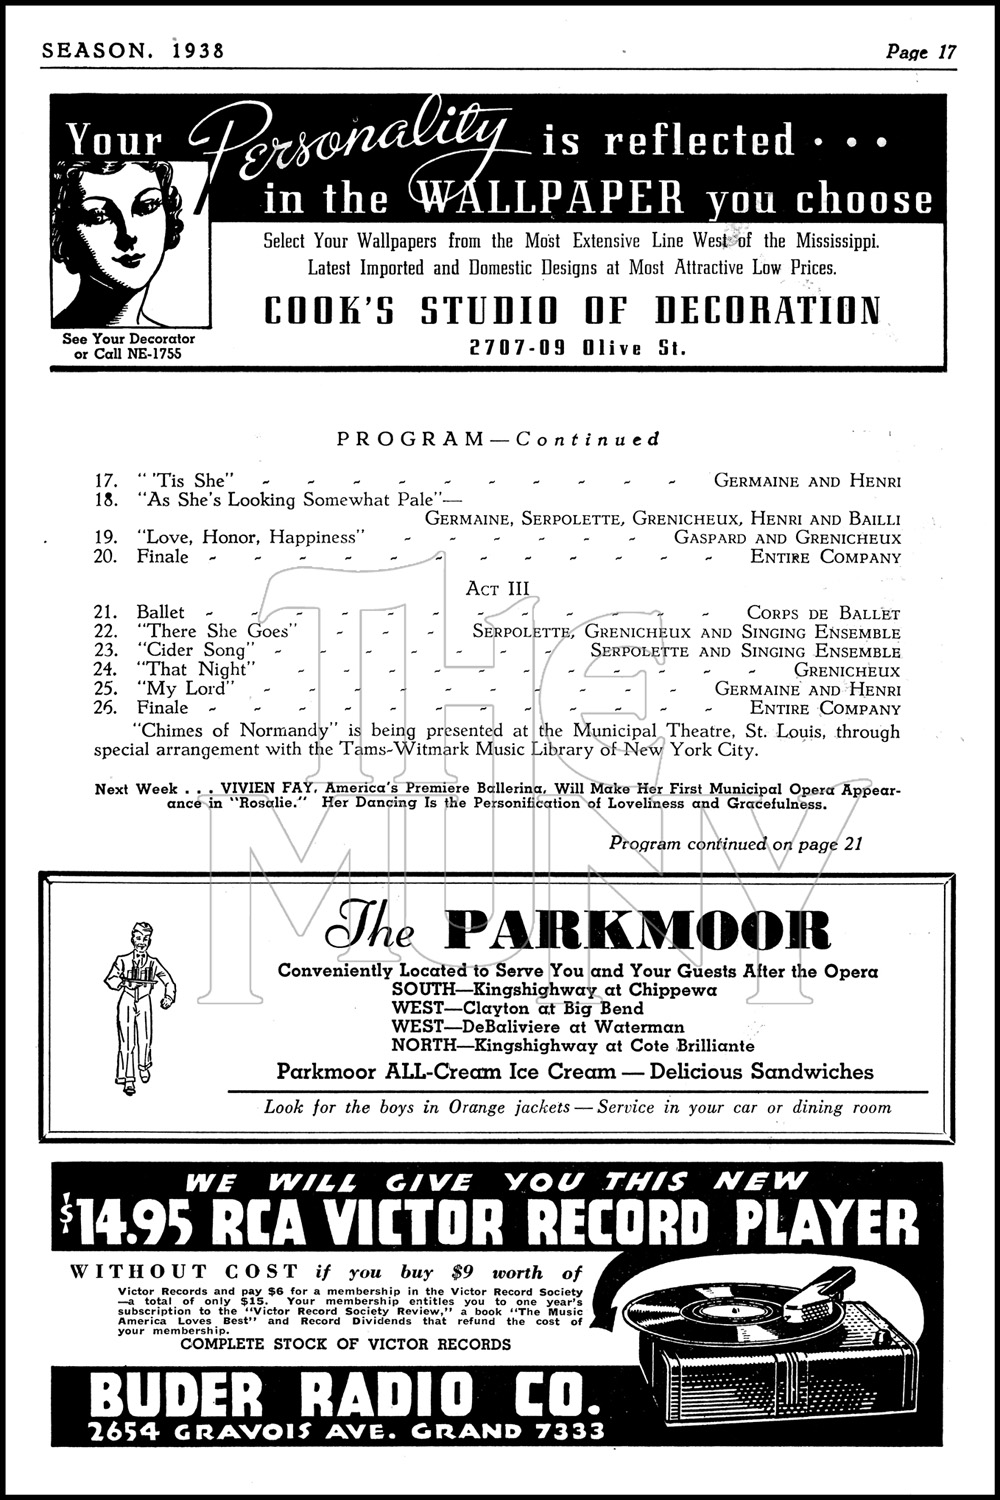 SEASON. 1938 Page 17
Your Personality is reflected • • •
in the WALLPAPER you choose
Select Your Wallpapers from the Most Extensive Line West of the Mississippi.
Latest Imported and Domestic Designs at Most Attractive Low Prices.
COOK'S STUDIO OF DECORATION
2707-09 Olive St.
See Your Decorator
or Call NE-1755
PROGRAM—Continued
17. " 'Tis She" - - - - - - - - - - GERMAINE AND HENRI
18. "As She's Looking Somewhat Pale"—
GERMAINE, SERPOLETTE, GRENICHEUX, HENRI AND BAILLI
19. "Love, Honor, Happiness" - - - - - - GASPARD AND GRENICHEUX
20. Finale - - - - - - - - - - - - ENTIRE COMPANY
ACT III
21. Ballet - - - - - - - - - - - - CORPS DE BALLET
22. "There She Goes" - - - SERPOLETTE, GRENICHEUX AND SINGING ENSEMBLE
23. "Cider Song" - - - - - - - SERPOLETTE AND SINGING ENSEMBLE
24. "That Night" - - - - - - - - - - - GRENICHEUX
25. "My Lord" - - - - - - - - - - GERMAINE AND HENRI
26. Finale - - - - - - - - - - - - ENTIRE COMPANY
"Chimes of Normandy" is being presented at the Municipal Theatre, St. Louis, through
special arrangement with the Tams-Witmark Music Library of New York City.
Next Week . . . VIVIEN FAY, America's Premiere Ballerina, Will Make Her First Municipal Opera Appear-
ance in "Rosalie." Her Dancing Is the Personification of Loveliness and Gracefulness.
Program continued on page 21
THE
MUNY
The PARKMOOR
Conveniently Located to Serve You and Your Guests After the Opera
SOUTH—Kingshighway at Chippewa
WEST—Clayton at Big Bend
WEST—DeBaliviere at Waterman
NORTH—Kingshighway at Cote Brilliante
Parkmoor ALL-Cream Ice Cream — Delicious Sandwiches
Look for the boys in Orange jackets — Service in your car or dining room
WE WILL GIVE YOU THIS NEW
$14.95 RCA VICTOR RECORD PLAYER
WITHOUT COST if you buy $9 worth of
Victor Records and pay $6 for a membership in the Victor Record Society
—a total of only $15. Your membership entitles you to one year's
subscription to the "Victor Record Society Review," a book "The Music
America Loves Best" and Record Dividends that refund the cost of
your membership.
COMPLETE STOCK OF VICTOR RECORDS
BUDER RADIO CO.
2654 GRAVOIS AVE. GRAND 7333